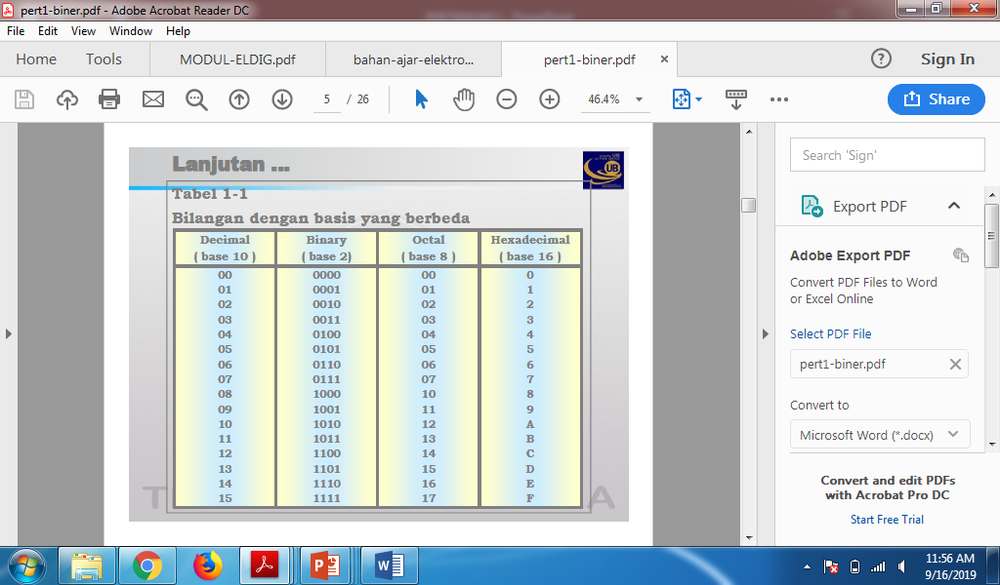 pert1-biner.pdf - Adobe Acrobat Reader DC
File Edit View Window Help
Home Tools MODUL-ELDIG.pdf bahan-ajar-elektro... pert1-biner.pdf × ? Sign In
5 / 26 46.4% Share
Lanjutan ...
UB
Tabel 1-1
Bilangan dengan basis yang berbeda
Decimal Binary Octal Hexadecimal
( base 10 ) ( base 2) ( base 8 ) ( base 16 )
00 0000 00 0
01 0001 01 1
02 0010 02 2
03 0011 03 3
04 0100 04 4
05 0101 05 5
06 0110 06 6
07 0111 07 7
08 1000 10 8
09 1001 11 9
10 1010 12 A
11 1011 13 B
12 1100 14 C
13 1101 15 D
14 1110 16 E
15 1111 17 F
Search 'Sign'
Export PDF
Adobe Export PDF
Convert PDF Files to Word
or Excel Online
Select PDF File
pert1-biner.pdf
Convert to
Microsoft Word (*.docx)
Convert and edit PDFs
with Acrobat Pro DC
Start Free Trial
11:56 AM
9/16/2019